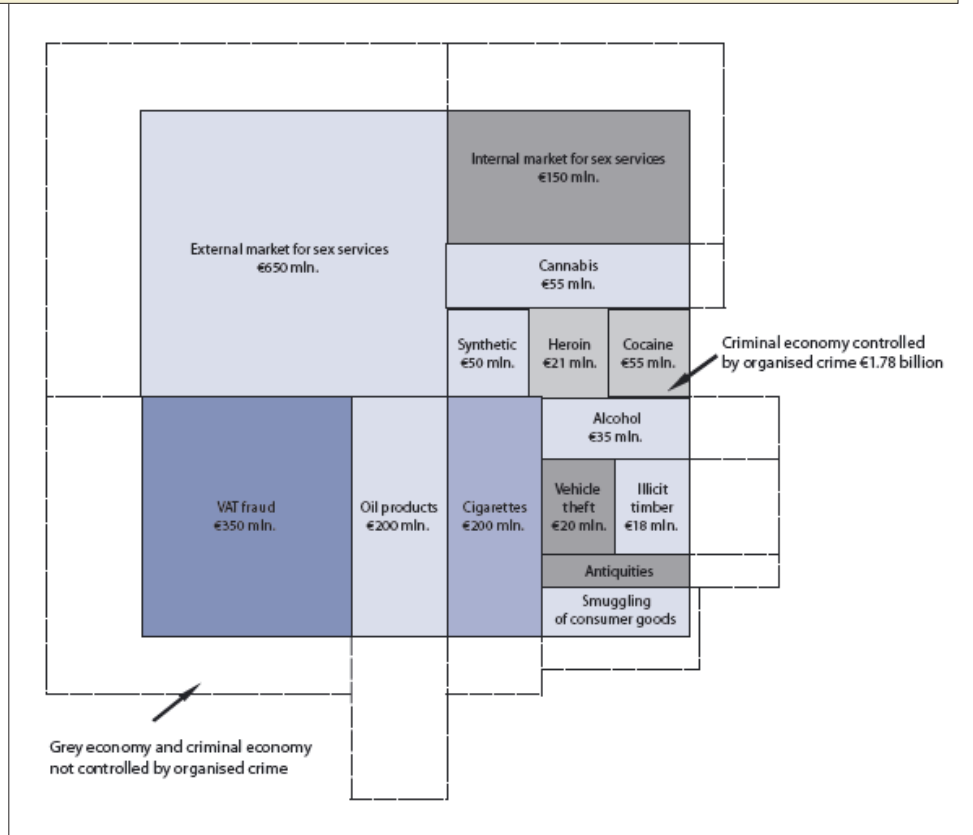 Internal market for sex services
€150 mln.
External market for sex services
€650 mln.
Cannabis
€55 mln.
Synthetic
€50 mln.
Heroin
€21 mln.
Cocaine
€55 mln.
Criminal economy controlled
by organised crime €1.78 billion
Alcohol
€35 mln.
VAT fraud
€350 mln.
Oil products
€200 mln.
Cigarettes
€200 mln.
Vehicle
theft
€20 mln.
Illicit
timber
€18 mln.
Antiquities
Smuggling
of consumer goods
Grey economy and criminal economy
not controlled by organised crime